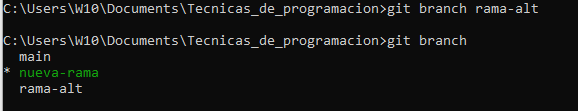 C:\Users\W10\Documents\Tecnicas_de_programacion>git branch rama-alt
C:\Users\W10\Documents\Tecnicas_de_programacion>git branch
  main
* nueva-rama
  rama-alt